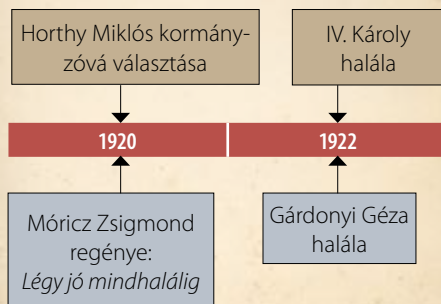 Horthy Miklós kormány-
zóvá választása
IV. Károly
halála
1920
1922
Móricz Zsigmond
regénye:
Légy jó mindhalálig
Gárdonyi Géza
halála